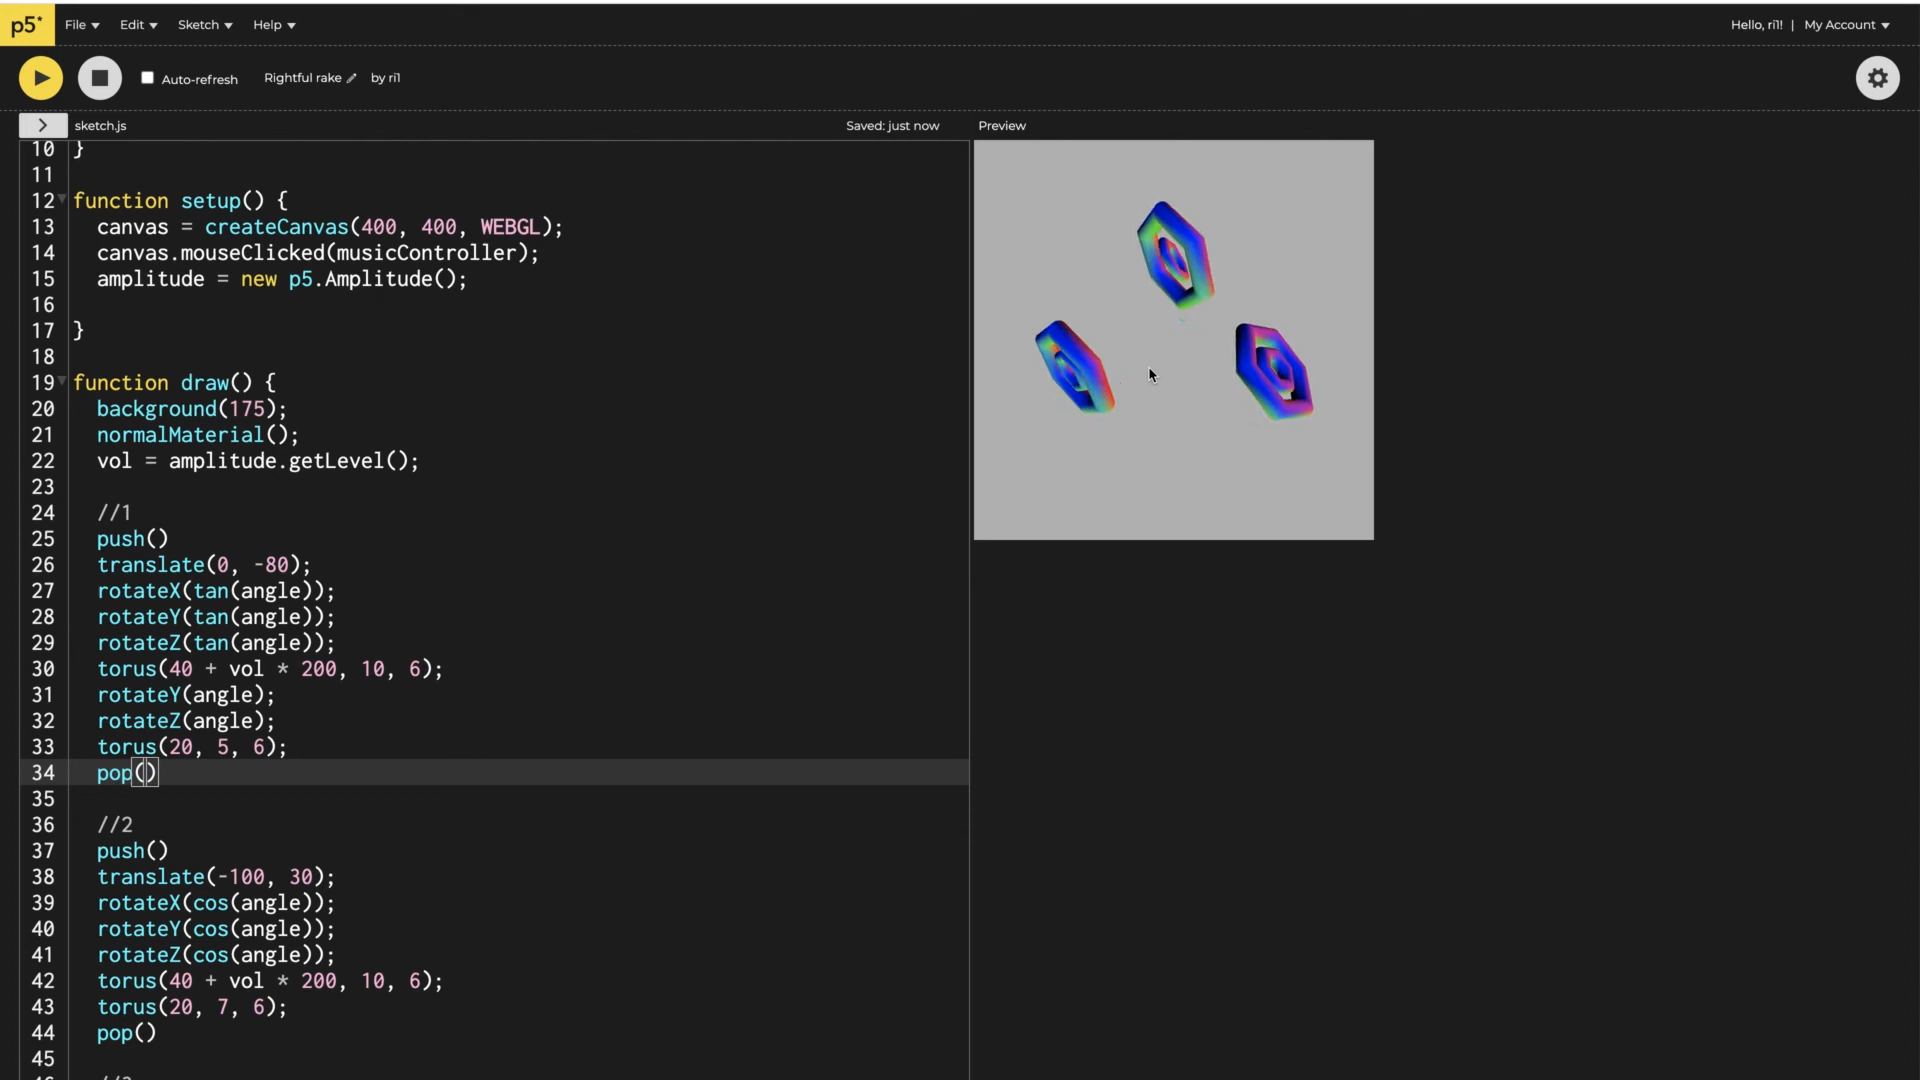 p5* File Edit Sketch Help Hello, ri1! | My Account
Auto-refresh Rightful rake by ri1
> sketch.js Saved: just now Preview
10 }
11
12 function setup() {
13 canvas = createCanvas(400, 400, WEBGL);
14 canvas.mouseClicked(musicController);
15 amplitude = new p5.Amplitude();
16
17 }
18
19 function draw() {
20 background(175);
21 normalMaterial();
22 vol = amplitude.getLevel();
23
24 //1
25 push()
26 translate(0, -80);
27 rotateX(tan(angle));
28 rotateY(tan(angle));
29 rotateZ(tan(angle));
30 torus(40 + vol * 200, 10, 6);
31 rotateY(angle);
32 rotateZ(angle);
33 torus(20, 5, 6);
34 pop()
35
36 //2
37 push()
38 translate(-100, 30);
39 rotateX(cos(angle));
40 rotateY(cos(angle));
41 rotateZ(cos(angle));
42 torus(40 + vol * 200, 10, 6);
43 torus(20, 7, 6);
44 pop()
45